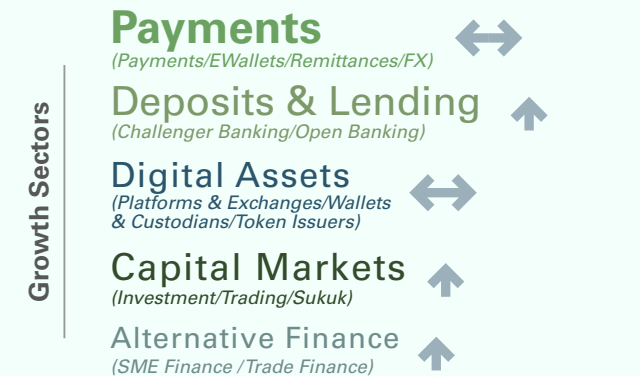 Growth Sectors
Payments
(Payments/EWallets/Remittances/FX)
Deposits & Lending
(Challenger Banking/Open Banking)
Digital Assets
(Platforms & Exchanges/Wallets
& Custodians/Token Issuers)
Capital Markets
(Investment/Trading/Sukuk)
Alternative Finance
(SME Finance /Trade Finance)